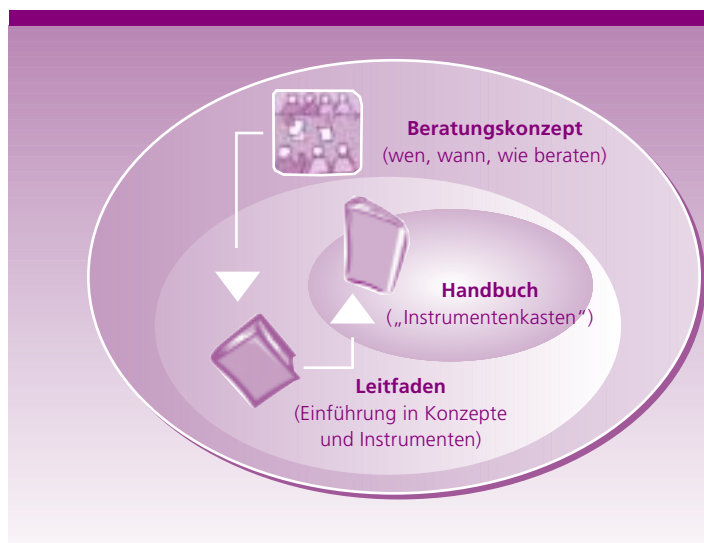 Beratungskonzept
(wen, wann, wie beraten)
Handbuch
(„Instrumentenkasten“)
Leitfaden
(Einführung in Konzepte
und Instrumenten)